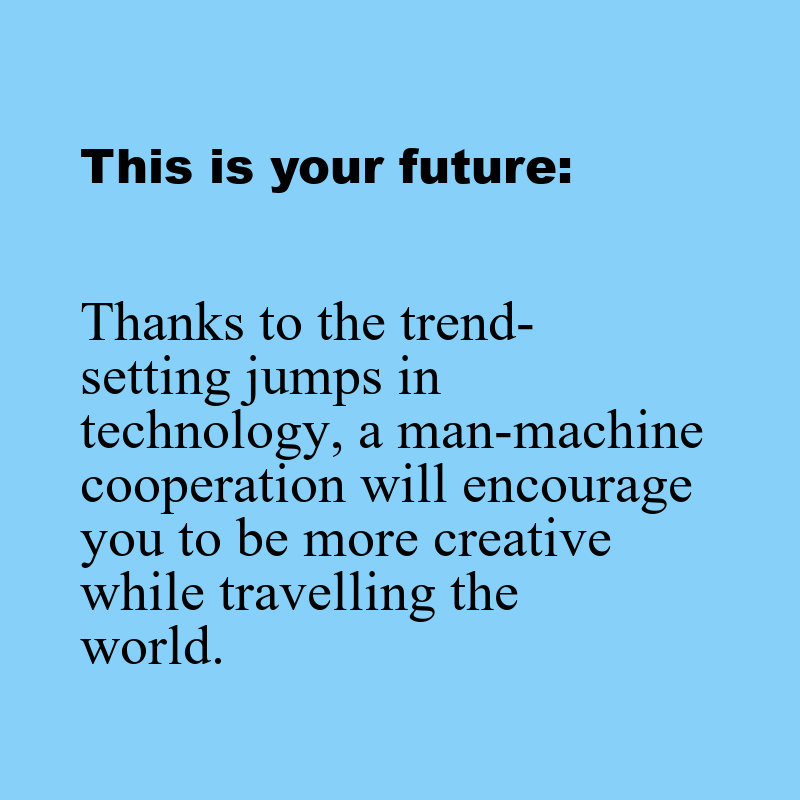 This is your future:
Thanks to the trend-
setting jumps in
technology, a man-machine
cooperation will encourage
you to be more creative
while travelling the
world.